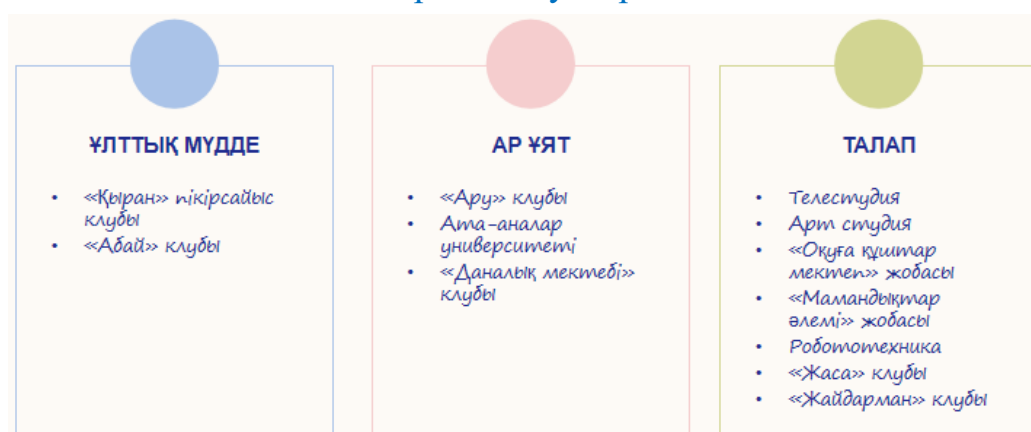 ҰЛТТЫҚ МҮДДЕ
• «Қыран» пікірсайыс
клубы
• «Абай» клубы
АР ҰЯТ
• «Ару» клубы
• Ата-аналар
университеті
• «Даналық мектебі»
клубы
ТАЛАП
• Телестудия
• Арт студия
• «Оқуға құштар
мектеп» жобасы
• «Мамандықтар
әлемі» жобасы
• Робототехника
• «Жаса» клубы
• «Жайдарман» клубы